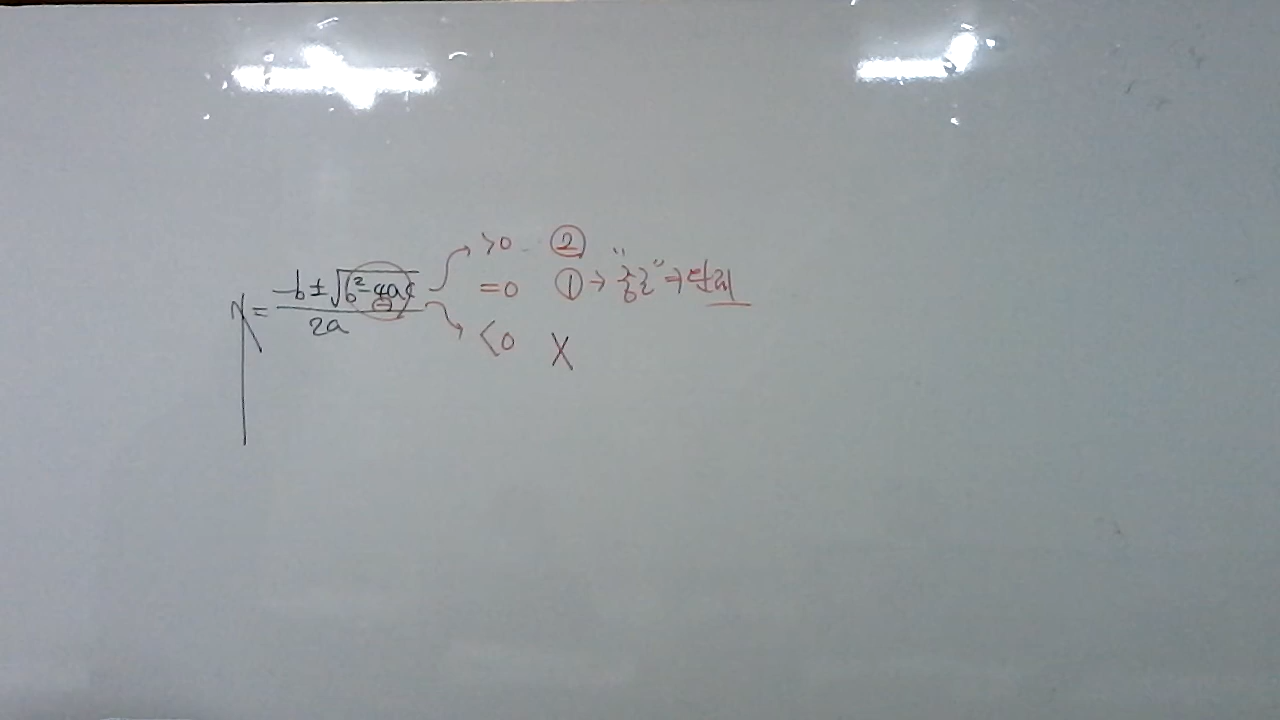 x = -b±√b²-4ac / 2a
>0 ②
=0 ① → "중근" →
<0 X